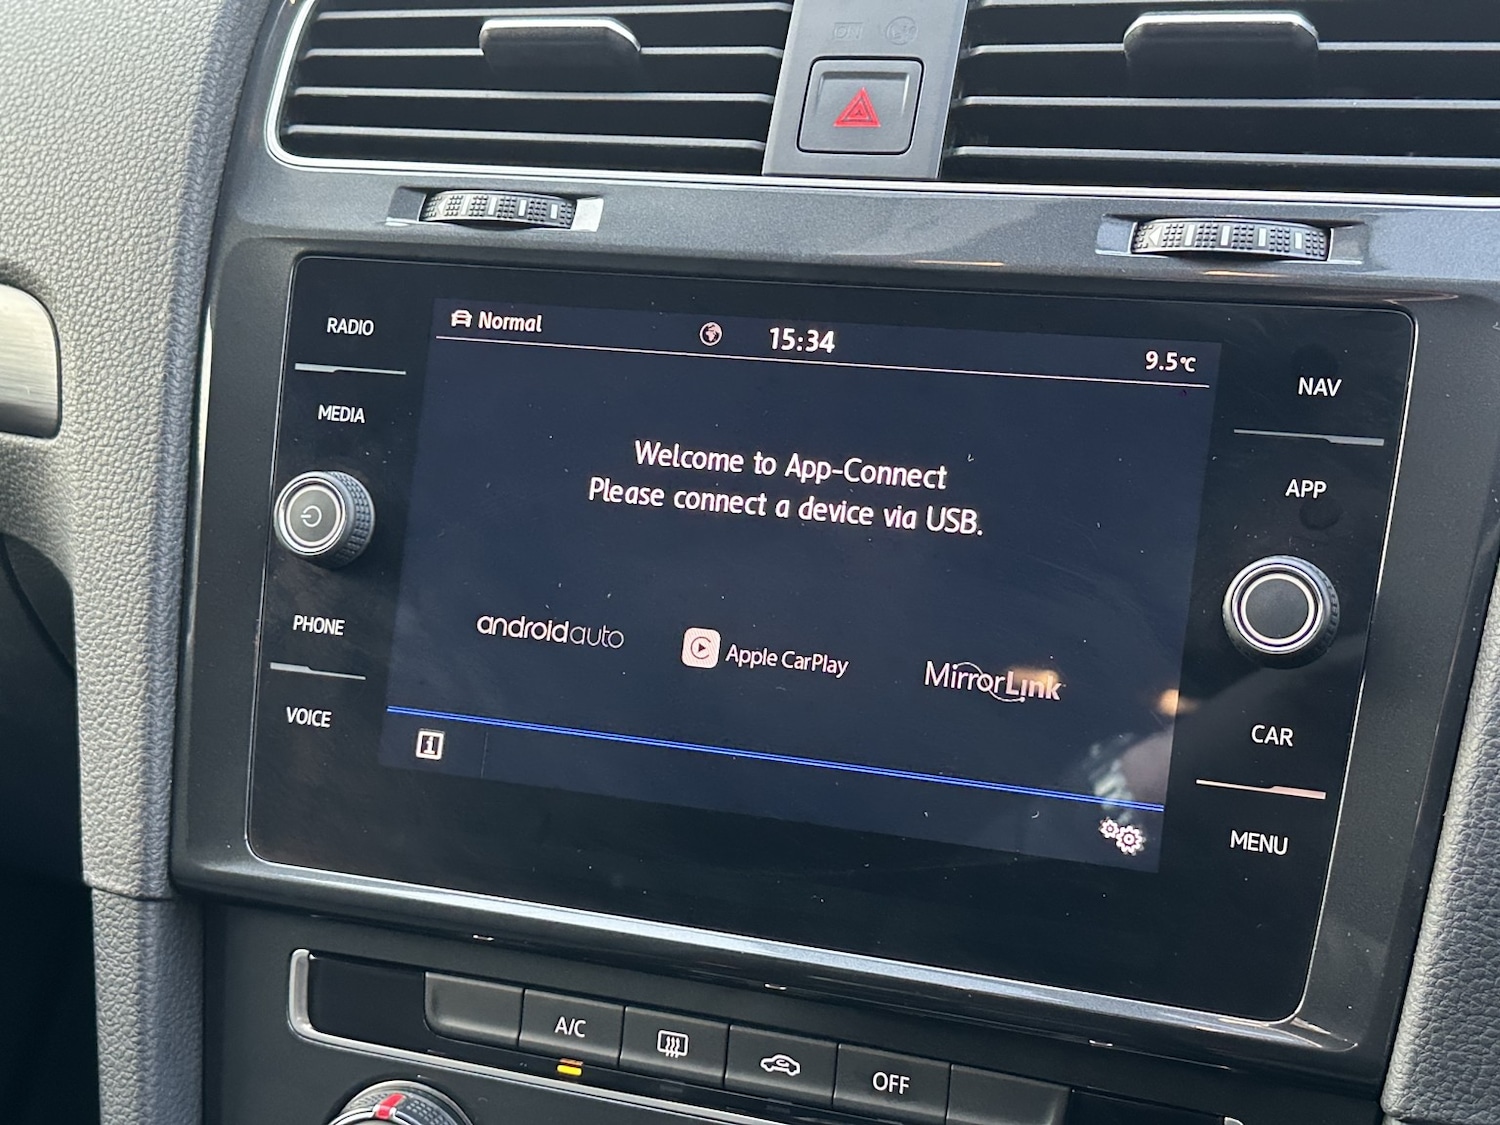 RADIO
MEDIA
PHONE
VOICE
Normal
15:34
9.5℃
Welcome to App-Connect
Please connect a device via USB.
androidauto
Apple CarPlay
MirrorLink
i
NAV
APP
CAR
MENU
A/C
OFF